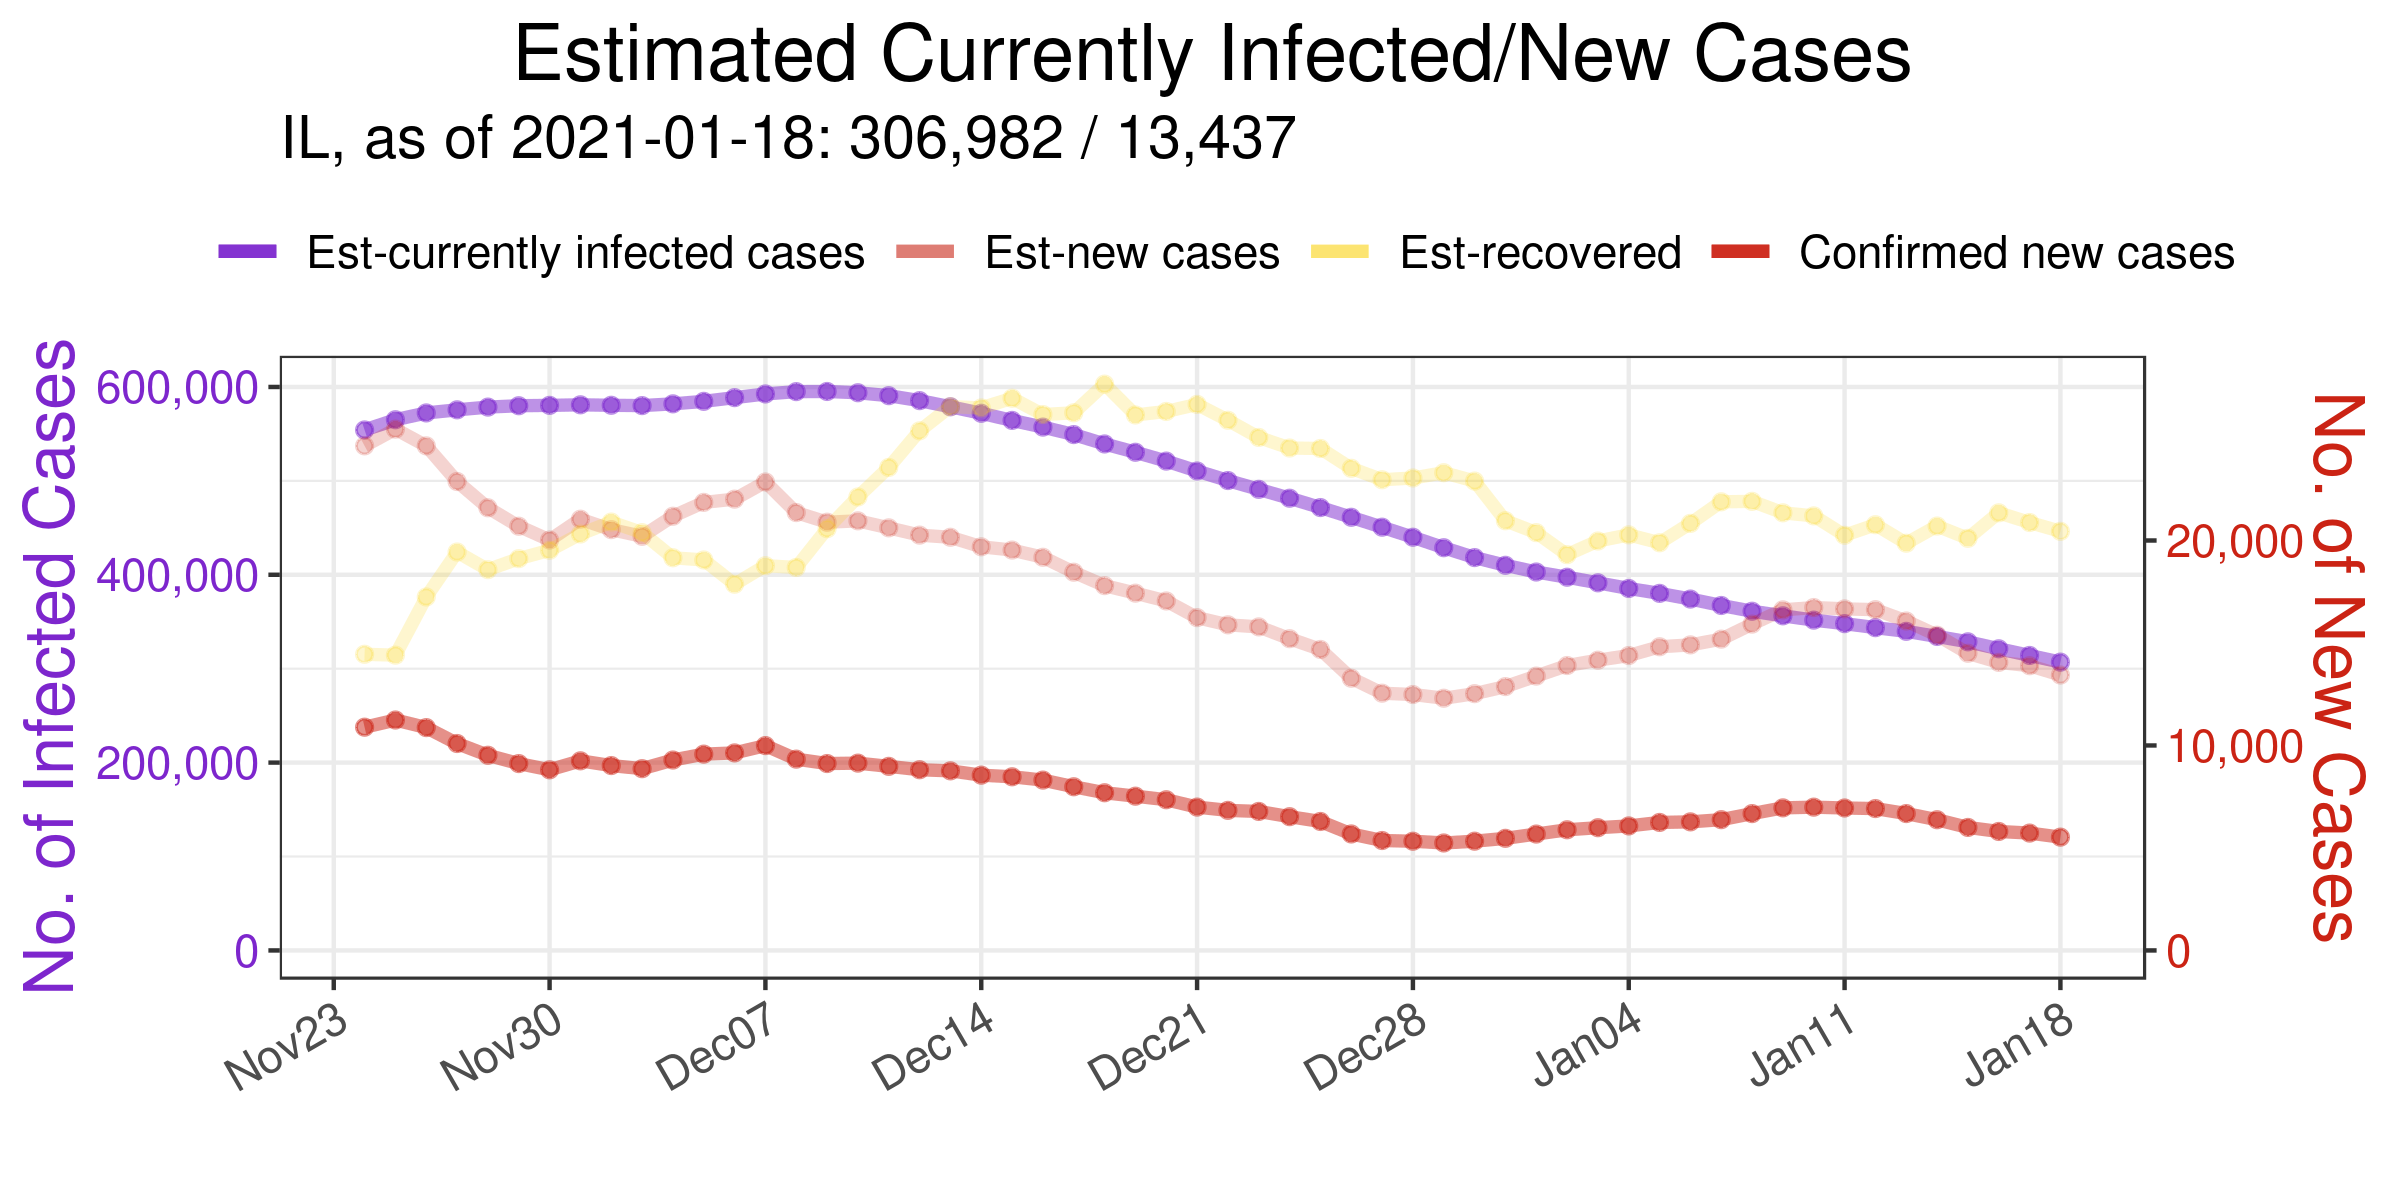 Estimated Currently Infected/New Cases
IL, as of 2021-01-18: 306,982 / 13,437
Est-currently infected cases Est-new cases Est-recovered Confirmed new cases
No. of Infected Cases
600,000
400,000
200,000
0
No. of New Cases
20,000
10,000
0
Nov23 Nov30 Dec07 Dec14 Dec21 Dec28 Jan04 Jan11 Jan18